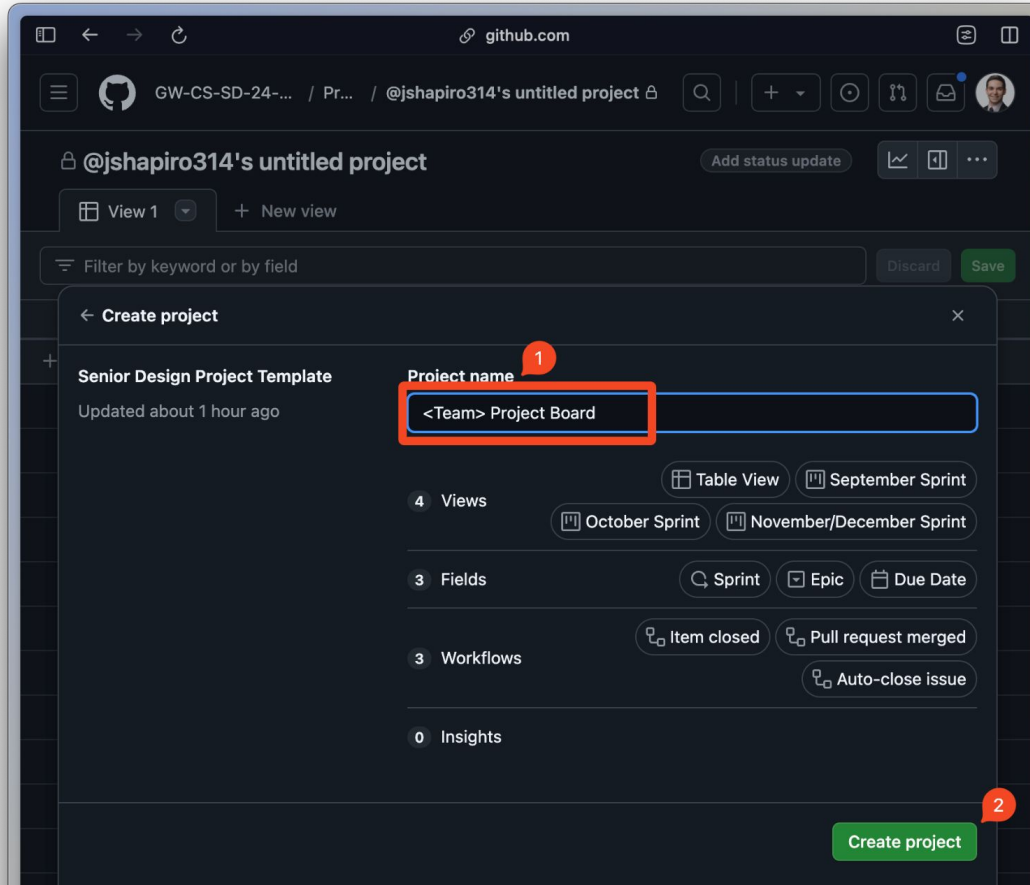 github.com
GW-CS-SD-24-... / Pr... / @jshapiro314's untitled project
@jshapiro314's untitled project
Add status update
View 1
New view
Filter by keyword or by field
Discard
Save
Create project
1
Senior Design Project Template
Updated about 1 hour ago
Project name
<Team> Project Board
4 Views
Table View
September Sprint
October Sprint
November/December Sprint
3 Fields
Sprint
Epic
Due Date
3 Workflows
Item closed
Pull request merged
Auto-close issue
0 Insights
2
Create project